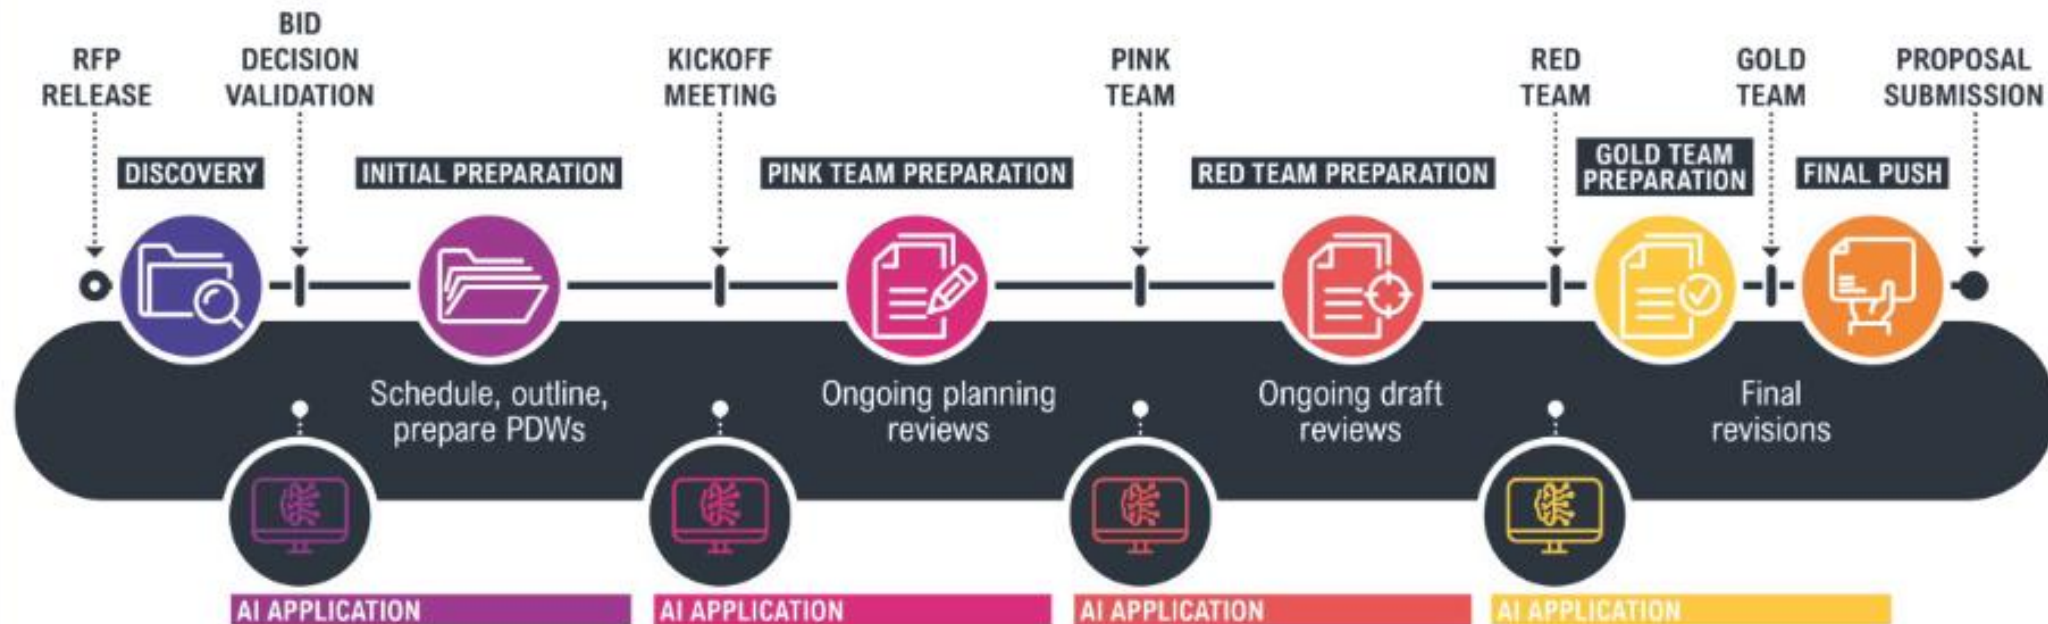 RFP
RELEASE
BID
DECISION
VALIDATION
KICKOFF
MEETING
PINK
TEAM
RED
TEAM
GOLD
TEAM
PROPOSAL
SUBMISSION
DISCOVERY
INITIAL PREPARATION
PINK TEAM PREPARATION
RED TEAM PREPARATION
GOLD TEAM
PREPARATION
FINAL PUSH
Schedule, outline,
prepare PDWs
Ongoing planning
reviews
Ongoing draft
reviews
Final
revisions
AI APPLICATION
AI APPLICATION
AI APPLICATION
AI APPLICATION